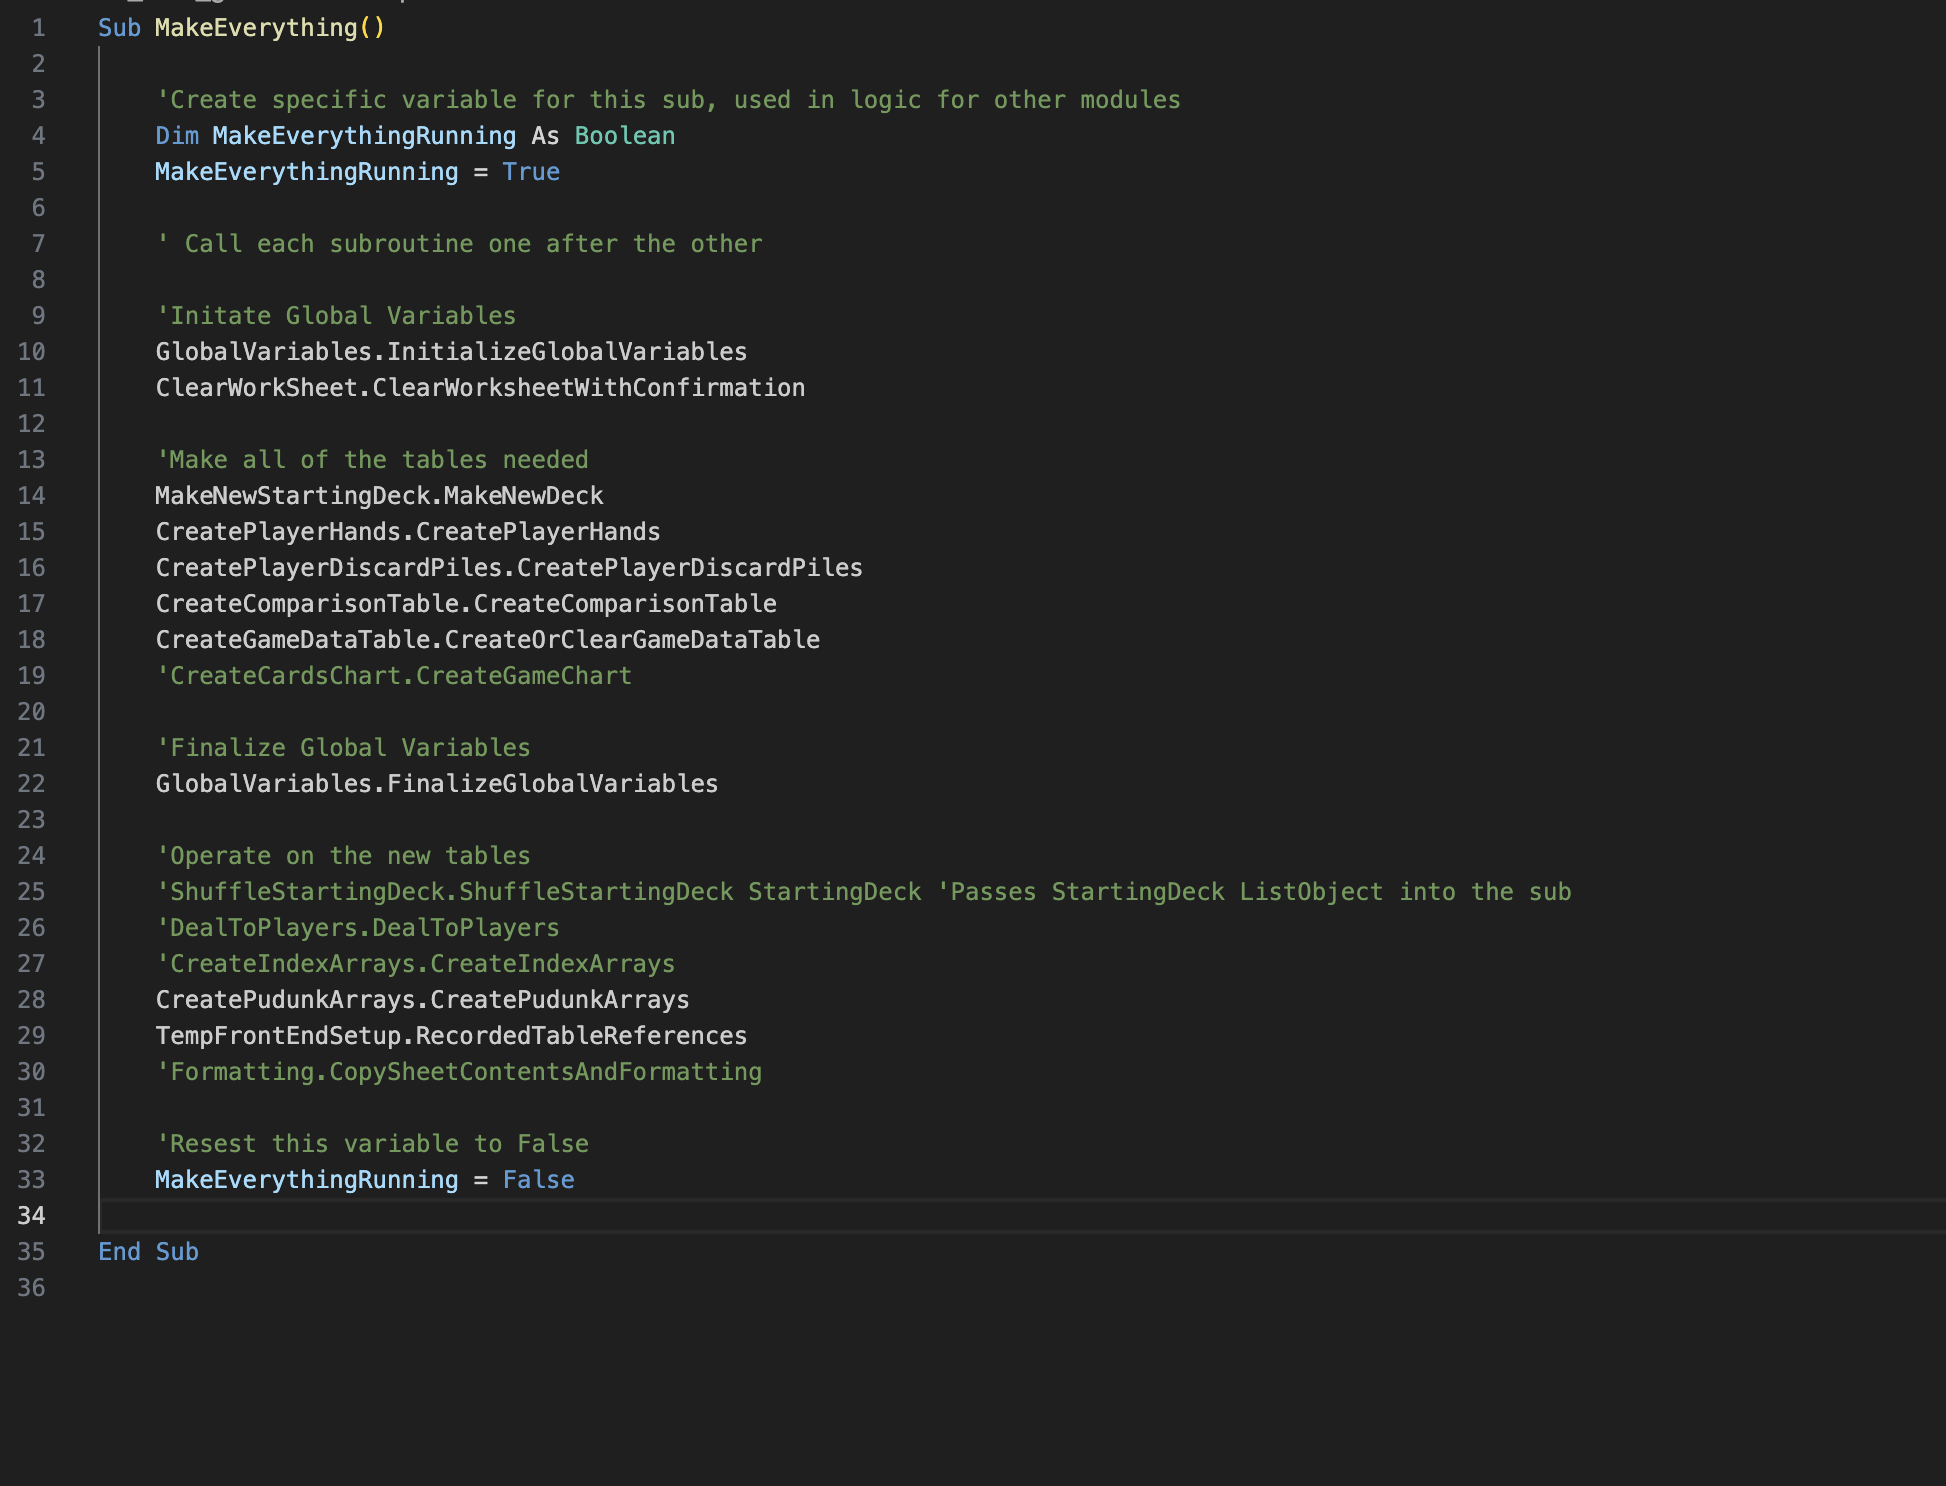 1 Sub MakeEverything()
2
3 'Create specific variable for this sub, used in logic for other modules
4 Dim MakeEverythingRunning As Boolean
5 MakeEverythingRunning = True
6
7 ' Call each subroutine one after the other
8
9 'Initate Global Variables
10 GlobalVariables.InitializeGlobalVariables
11 ClearWorkSheet.ClearWorksheetWithConfirmation
12
13 'Make all of the tables needed
14 MakeNewStartingDeck.MakeNewDeck
15 CreatePlayerHands.CreatePlayerHands
16 CreatePlayerDiscardPiles.CreatePlayerDiscardPiles
17 CreateComparisonTable.CreateComparisonTable
18 CreateGameDataTable.CreateOrClearGameDataTable
19 'CreateCardsChart.CreateGameChart
20
21 'Finalize Global Variables
22 GlobalVariables.FinalizeGlobalVariables
23
24 'Operate on the new tables
25 'ShuffleStartingDeck.ShuffleStartingDeck StartingDeck 'Passes StartingDeck ListObject into the sub
26 'DealToPlayers.DealToPlayers
27 'CreateIndexArrays.CreateIndexArrays
28 CreatePudunkArrays.CreatePudunkArrays
29 TempFrontEndSetup.RecordedTableReferences
30 'Formatting.CopySheetContentsAndFormatting
31
32 'Resest this variable to False
33 MakeEverythingRunning = False
34
35 End Sub
36